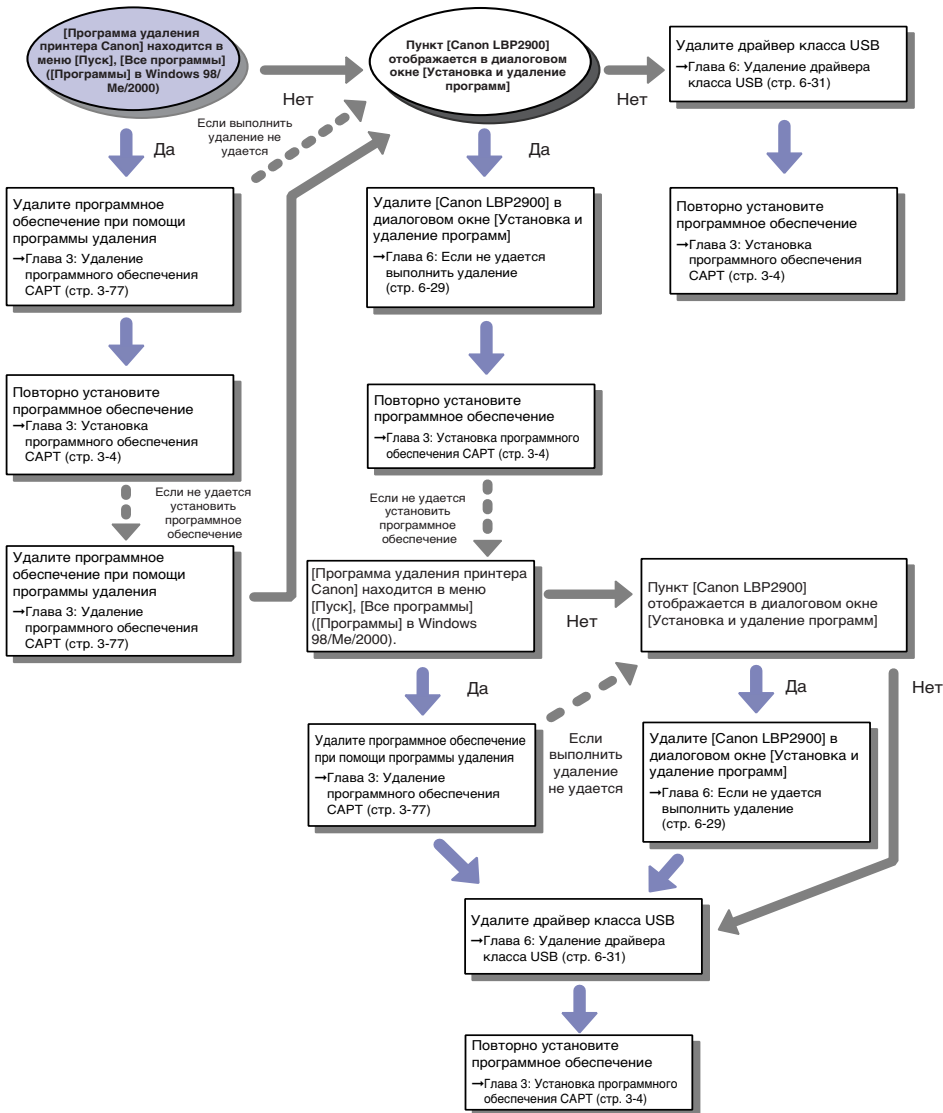 [Программа удаления
принтера Canon] находится в
меню [Пуск], [Все программы]
([Программы] в Windows 98/
Me/2000)
Нет
Пункт [Canon LBP2900]
отображается в диалоговом
окне [Установка и удаление
программ]
Нет
Удалите драйвер класса USB
→Глава 6: Удаление драйвера
класса USB (стр. 6-31)
Если выполнить
удаление не
удается
Да
Да
Удалите программное
обеспечение при помощи
программы удаления
→Глава 3: Удаление
программного обеспечения
CAPT (стр. 3-77)
Удалите [Canon LBP2900] в
диалоговом окне [Установка и
удаление программ]
→Глава 6: Если не удается
выполнить удаление
(стр. 6-29)
Повторно установите
программное обеспечение
→Глава 3: Установка
программного обеспечения
CAPT (стр. 3-4)
Повторно установите
программное обеспечение
→Глава 3: Установка
программного обеспечения
CAPT (стр. 3-4)
Повторно установите
программное обеспечение
→Глава 3: Установка программного
обеспечения CAPT (стр. 3-4)
Если не удается
установить
программное
обеспечение
Если не удается
установить
программное
обеспечение
Удалите программное
обеспечение при помощи
программы удаления
→Глава 3: Удаление
программного обеспечения
CAPT (стр. 3-77)
[Программа удаления принтера
Canon] находится в меню
[Пуск], [Все программы]
([Программы] в Windows
98/Me/2000).
Нет
Пункт [Canon LBP2900]
отображается в диалоговом окне
[Установка и удаление программ]
Да
Да
Нет
Удалите программное обеспечение
при помощи программы удаления
→Глава 3: Удаление
программного обеспечения
CAPT (стр. 3-77)
Если
выполнить
удаление
не удается
Удалите [Canon LBP2900] в
диалоговом окне [Установка и
удаление программ]
→Глава 6: Если не удается
выполнить удаление
(стр. 6-29)
Удалите драйвер класса USB
→Глава 6: Удаление драйвера
класса USB (стр. 6-31)
Повторно установите
программное обеспечение
→Глава 3: Установка программного
обеспечения CAPT (стр. 3-4)